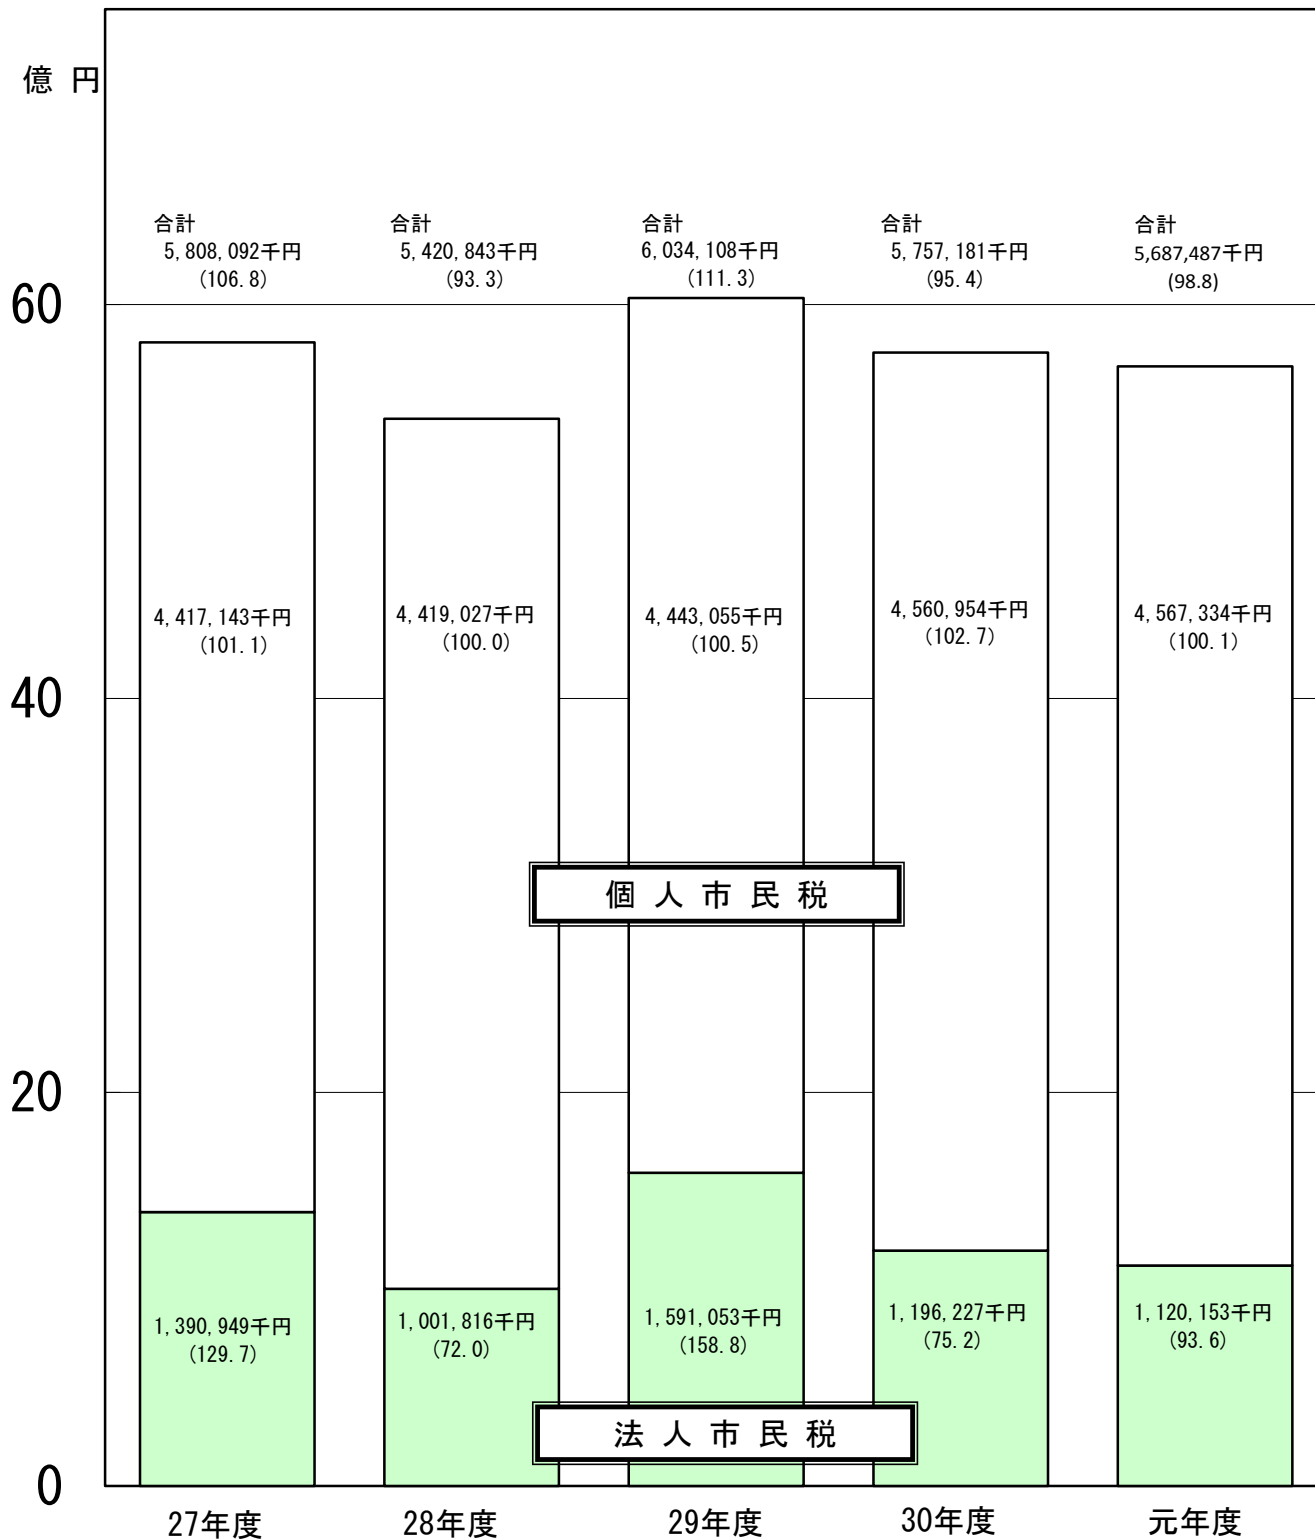 億 円
合計
5,808,092千円
(106.8)
合計
5,420,843千円
(93.3)
合計
6,034,108千円
(111.3)
合計
5,757,181千円
(95.4)
合計
5,687,487千円
(98.8)
60
4,417,143千円
(101.1)
4,419,027千円
(100.0)
4,443,055千円
(100.5)
4,560,954千円
(102.7)
4,567,334千円
(100.1)
40
個 人 市 民 税
20
1,390,949千円
(129.7)
1,001,816千円
(72.0)
1,591,053千円
(158.8)
1,196,227千円
(75.2)
1,120,153千円
(93.6)
法 人 市 民 税
0
27年度
28年度
29年度
30年度
元年度